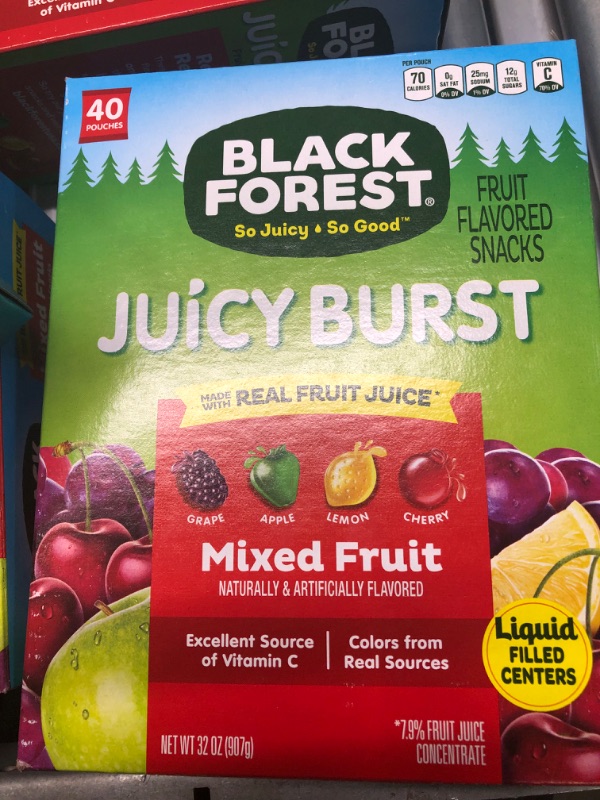 of Vitamin C
40
POUCHES
PER POUCH
70
CALORIES
0g
SAT FAT
0% DV
25mg
SODIUM
1% DV
12g
TOTAL
SUGARS
VITAMIN
C
10% DV
BLACK
FOREST®
So Juicy So Good™
FRUIT
FLAVORED
SNACKS
JUiCY BURST
MADE WITH REAL FRUIT JUICE*
GRAPE APPLE LEMON CHERRY
Mixed Fruit
NATURALLY & ARTIFICIALLY FLAVORED
Excellent Source
of Vitamin C
Colors from
Real Sources
Liquid
FILLED
CENTERS
NET WT 32 OZ (907g)
*7.9% FRUIT JUICE
CONCENTRATE